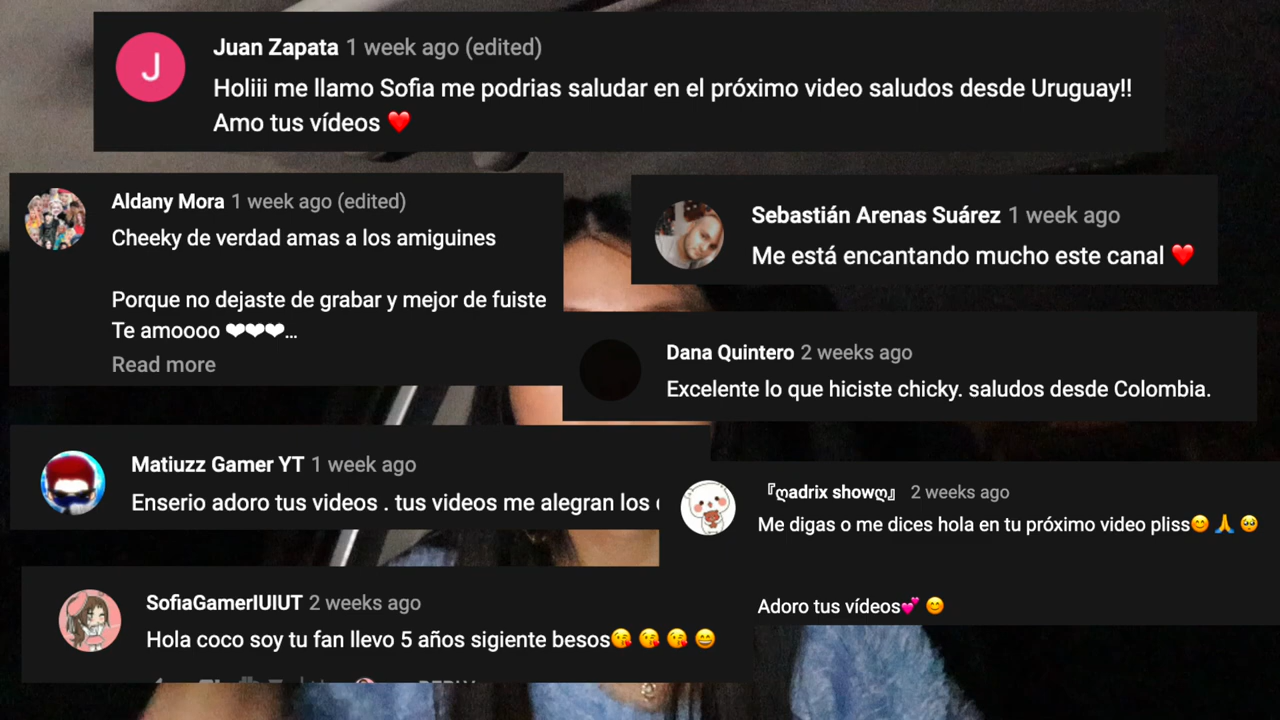 J
Juan Zapata 1 week ago (edited)
Holiii me llamo Sofia me podrias saludar en el próximo video saludos desde Uruguay!!
Amo tus vídeos ❤️
Aldany Mora 1 week ago (edited)
Cheeky de verdad amas a los amiguines
Porque no dejaste de grabar y mejor de fuiste
Te amoooo ❤❤❤...
Read more
Sebastián Arenas Suárez 1 week ago
Me está encantando mucho este canal ❤️
Dana Quintero 2 weeks ago
Excelente lo que hiciste chicky. saludos desde Colombia.
Matiuzz Gamer YT 1 week ago
Enserio adoro tus videos . tus videos me alegran los
『ღadrix showღ』 2 weeks ago
Me digas o me dices hola en tu próximo video pliss😊🙏🥺
Adoro tus vídeos💕😊
SofiaGamerIUIUT 2 weeks ago
Hola coco soy tu fan llevo 5 años sigiente besos😘😘😘😄